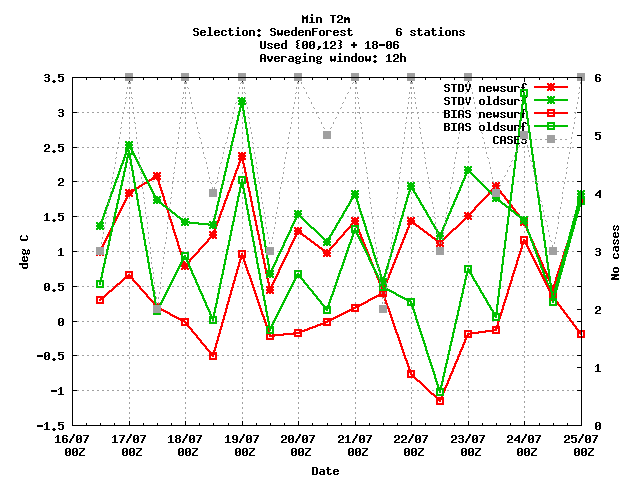 Min T2m
Selection: SwedenForest 6 stations
Used {00,12} + 18-06
Averaging window: 12h
3.5
3
2.5
2
1.5
1
0.5
0
-0.5
-1
-1.5
deg C
6
5
4
3
2
1
0
No cases
STDV newsurf
STDV oldsurf
BIAS newsurf
BIAS oldsurf
CASES
16/07 17/07 18/07 19/07 20/07 21/07 22/07 23/07 24/07 25/07
00Z 00Z 00Z 00Z 00Z 00Z 00Z 00Z 00Z 00Z
Date